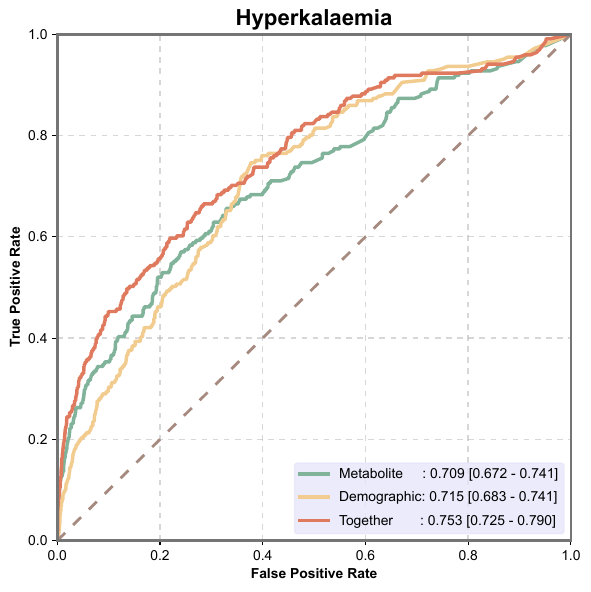 Hyperkalaemia
1.0
0.8
0.6
0.4
0.2
0.0
True Positive Rate
Metabolite : 0.709 [0.672 - 0.741]
Demographic: 0.715 [0.683 - 0.741]
Together : 0.753 [0.725 - 0.790]
0.0 0.2 0.4 0.6 0.8 1.0
False Positive Rate